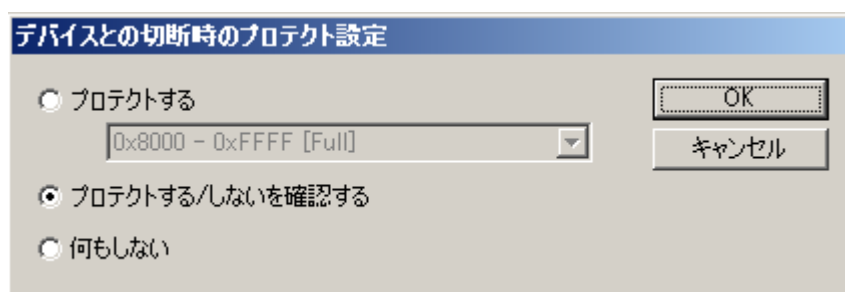 デバイスとの切断時のプロテクト設定
プロテクトする
OK
0x8000 - 0xFFFF [Full]
キャンセル
プロテクトする/しないを確認する
何もしない